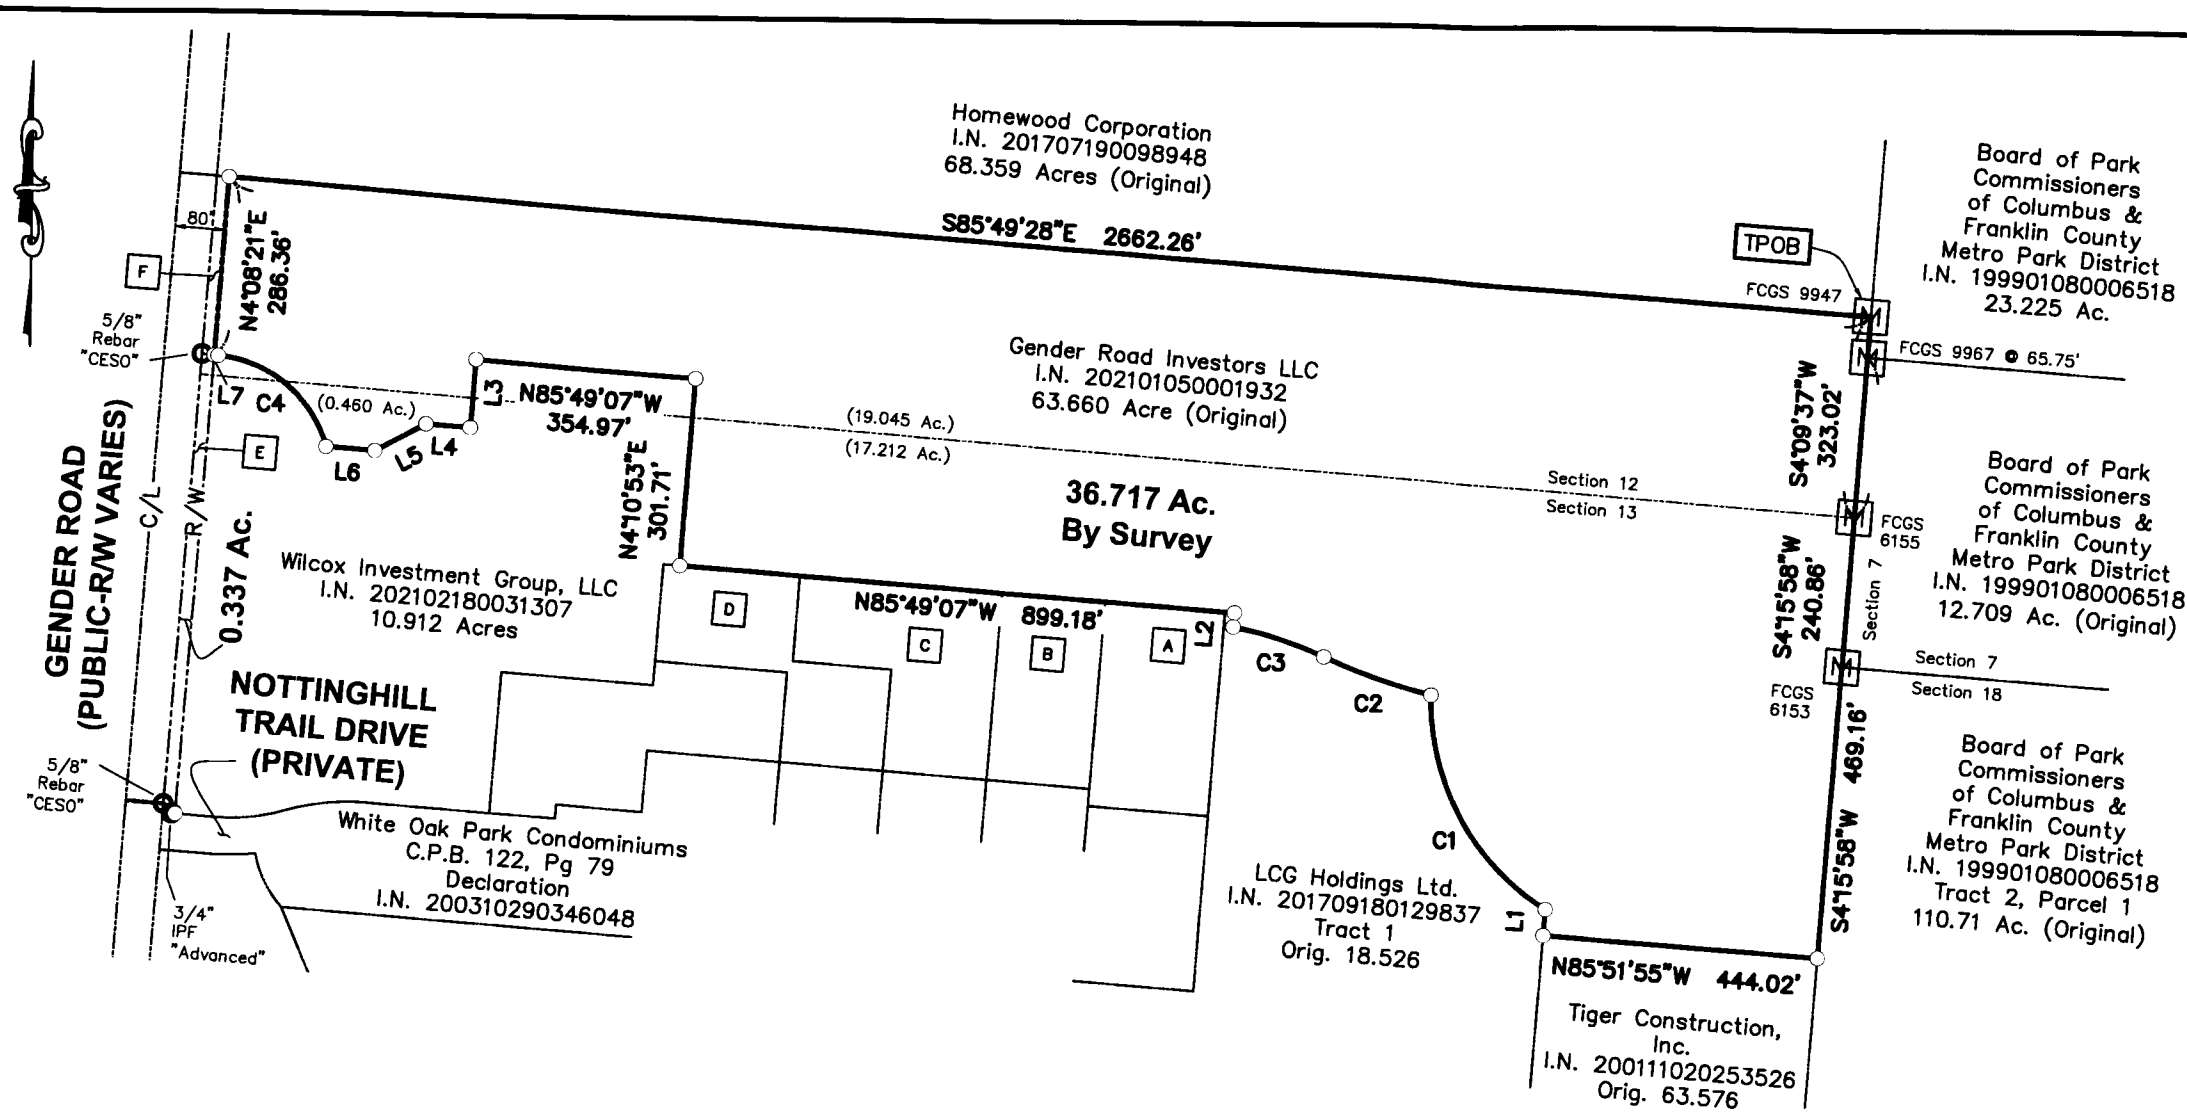 Homewood Corporation
I.N. 201707190098948
68.359 Acres (Original)
S85°49'28"E 2662.26'
TPOB
FCGS 9947
Board of Park
Commissioners
of Columbus &
Franklin County
Metro Park District
I.N. 199901080006518
23.225 Ac.
FCGS 9967 @ 65.75'
80'
F
N4°08'21"E
286.36'
5/8"
Rebar
"CESO"
L7
C4
(0.460 Ac.)
L6
L5
L4
L3
N85°49'07"W
354.97'
N4°10'53"E
301.71'
Gender Road Investors LLC
I.N. 202101050001932
63.660 Acre (Original)
(19.045 Ac.)
(17.212 Ac.)
Section 12
Section 13
36.717 Ac.
By Survey
S4°09'37"W
323.02'
FCGS
6155
S4°15'58"W
240.86'
Section 7
Board of Park
Commissioners
of Columbus &
Franklin County
Metro Park District
I.N. 199901080006518
12.709 Ac. (Original)
Section 7
Section 18
FCGS
6153
S4°15'58"W 469.16'
Board of Park
Commissioners
of Columbus &
Franklin County
Metro Park District
I.N. 199901080006518
Tract 2, Parcel 1
110.71 Ac. (Original)
GENDER ROAD
(PUBLIC-R/W VARIES)
C/L
R/W
E
0.337 Ac.
Wilcox Investment Group, LLC
I.N. 202102180031307
10.912 Acres
N85°49'07"W 899.18'
D
C
B
A
L2
C3
C2
C1
L1
NOTTINGHILL
TRAIL DRIVE
(PRIVATE)
5/8"
Rebar
"CESO"
3/4"
IPF
"Advanced"
White Oak Park Condominiums
C.P.B. 122, Pg 79
Declaration
I.N. 200310290346048
LCG Holdings Ltd.
I.N. 201709180129837
Tract 1
Orig. 18.526
N85°51'55"W 444.02'
Tiger Construction,
Inc.
I.N. 200111020253526
Orig. 63.576